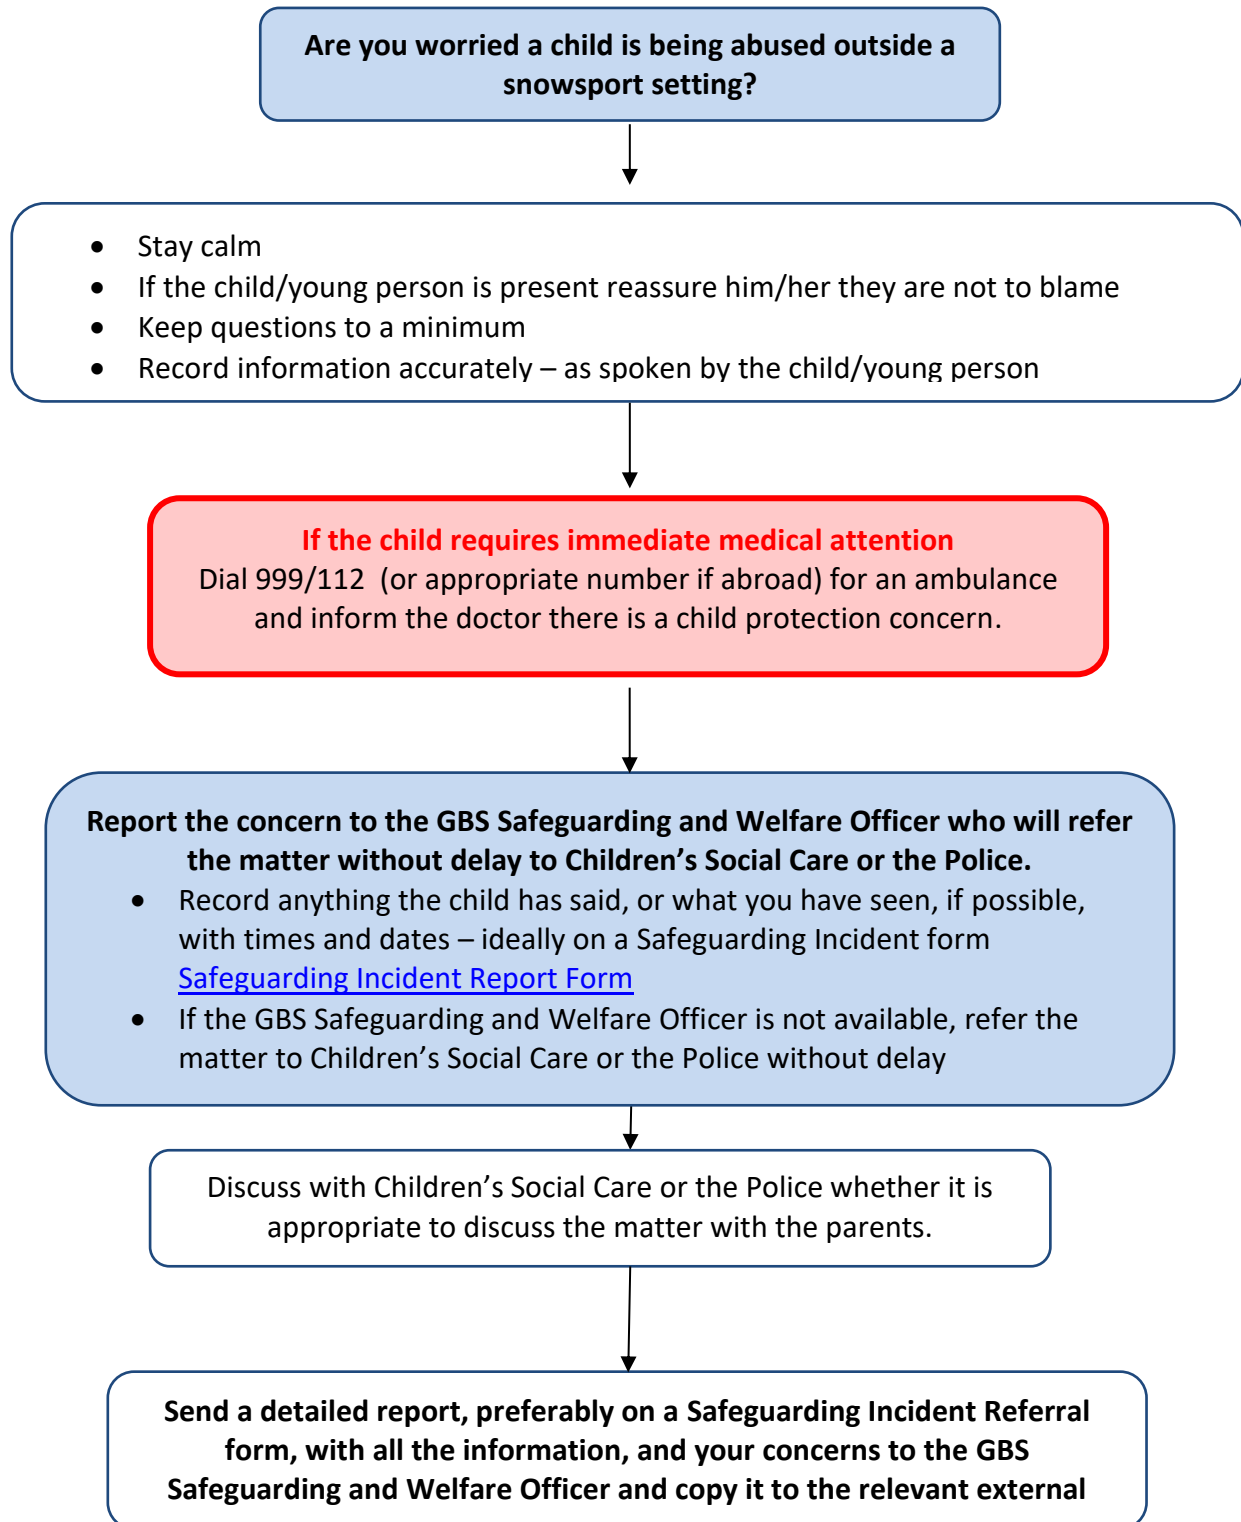 Are you worried a child is being abused outside a
snowsport setting?
• Stay calm
• If the child/young person is present reassure him/her they are not to blame
• Keep questions to a minimum
• Record information accurately – as spoken by the child/young person
If the child requires immediate medical attention
Dial 999/112  (or appropriate number if abroad) for an ambulance
and inform the doctor there is a child protection concern.
Report the concern to the GBS Safeguarding and Welfare Officer who will refer
the matter without delay to Children’s Social Care or the Police.
• Record anything the child has said, or what you have seen, if possible,
with times and dates – ideally on a Safeguarding Incident form
Safeguarding Incident Report Form
• If the GBS Safeguarding and Welfare Officer is not available, refer the
matter to Children’s Social Care or the Police without delay
Discuss with Children’s Social Care or the Police whether it is
appropriate to discuss the matter with the parents.
Send a detailed report, preferably on a Safeguarding Incident Referral
form, with all the information, and your concerns to the GBS
Safeguarding and Welfare Officer and copy it to the relevant external